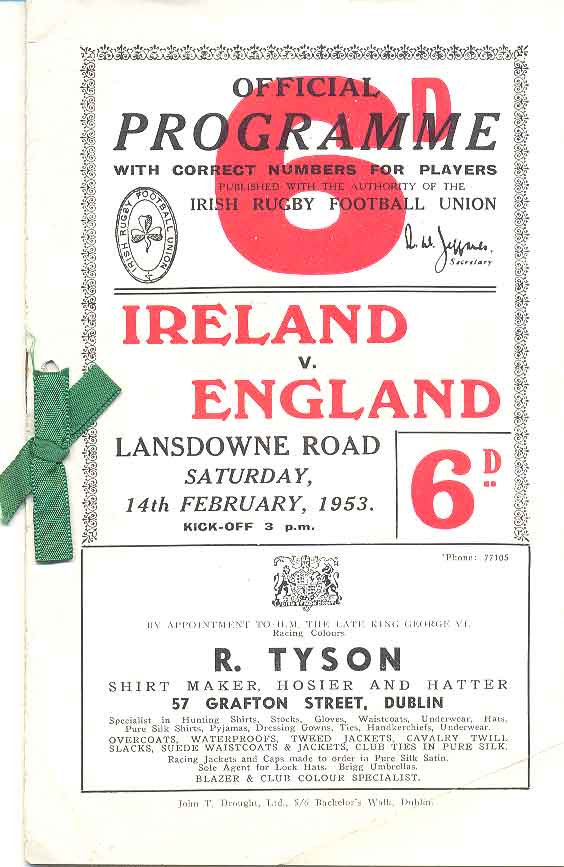 6D
OFFICIAL
PROGRAMME
WITH CORRECT NUMBERS FOR PLAYERS
PUBLISHED WITH THE AUTHORITY OF THE
IRISH RUGBY FOOTBALL UNION
IRISH RUGBY FOOTBALL UNION
Secretary
IRELAND
v.
ENGLAND
LANSDOWNE ROAD
SATURDAY,
14th FEBRUARY, 1953.
KICK-OFF 3 p.m.
6D
'Phone: 77105
BY APPOINTMENT TO H.M. THE LATE KING GEORGE VI.
Racing Colours.
R. TYSON
SHIRT MAKER, HOSIER AND HATTER
57 GRAFTON STREET, DUBLIN
Specialist in Hunting Shirts, Stocks, Gloves, Waistcoats, Underwear, Hats,
Pure Silk Shirts, Pyjamas, Dressing Gowns, Ties, Handkerchiefs, Underwear.
OVERCOATS, WATERPROOFS, TWEED JACKETS, CAVALRY TWILL
SLACKS, SUEDE WAISTCOATS & JACKETS, CLUB TIES IN PURE SILK.
Racing Jackets and Caps made to order in Pure Silk Satin.
Sole Agent for Lock Hats. Brigg Umbrellas.
BLAZER & CLUB COLOUR SPECIALIST.
John T. Drought, Ltd., 5/6 Bachelor's Walk, Dublin.